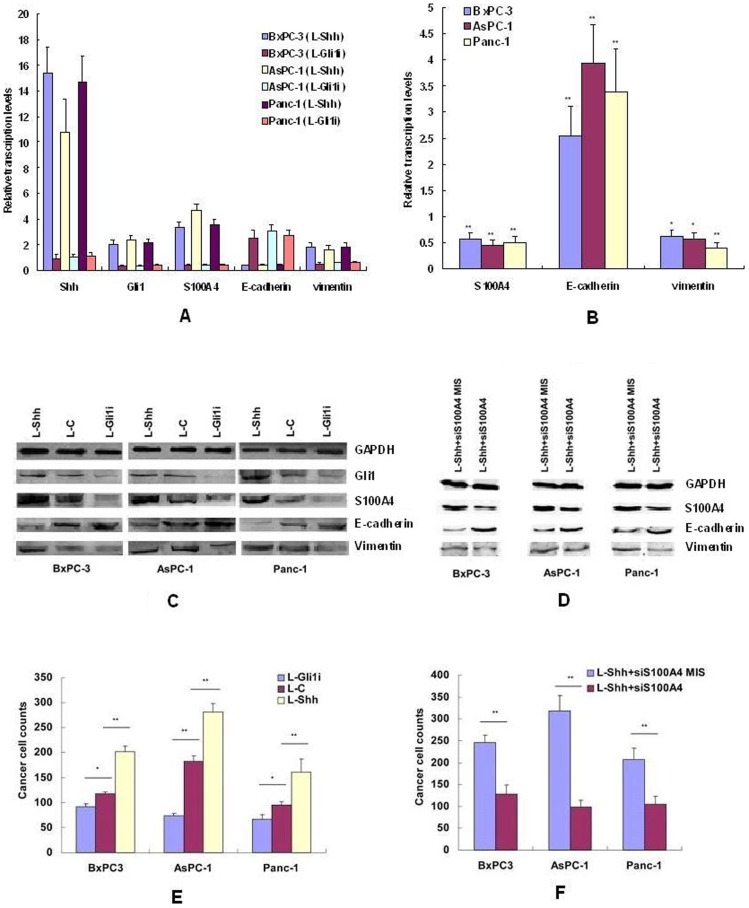 BxPC-3 ( L-Shh)
BxPC-3 ( L-Gli1i)
AsPC-1 ( L-Shh)
AsPC-1 ( L-Gli1i)
Panc-1 ( L-Shh)
Panc-1 ( L-Gli1i)
Relative transcription levels
20
18
16
14
12
10
8
6
4
2
0
Shh Gli1 S100A4 E-cadherin vimentin
A
BxPC-3
AsPC-1
Panc-1
Relative transcription levels
5
4.5
4
3.5
3
2.5
2
1.5
1
0.5
0
** ** ** ** ** ** * * **
S100A4 E-cadherin vimentin
B
L-Shh L-C L-Gli1i L-Shh L-C L-Gli1i L-Shh L-C L-Gli1i
GAPDH
Gli1
S100A4
E-cadherin
Vimentin
BxPC-3 AsPC-1 Panc-1
C
L-Shh+siS100A4 MIS L-Shh+siS100A4 L-Shh+siS100A4 MIS L-Shh+siS100A4 L-Shh+siS100A4 MIS L-Shh+siS100A4
GAPDH
S100A4
E-cadherin
Vimentin
BxPC-3 AsPC-1 Panc-1
D
L-Gli1i
L-C
L-Shh
Cancer cell counts
350
300
250
200
150
100
50
0
* ** ** ** * **
BxPC3 AsPC-1 Panc-1
E
L-Shh+siS100A4 MIS
L-Shh+siS100A4
Cancer cell counts
400
350
300
250
200
150
100
50
0
** ** **
BxPC3 AsPC-1 Panc-1
F